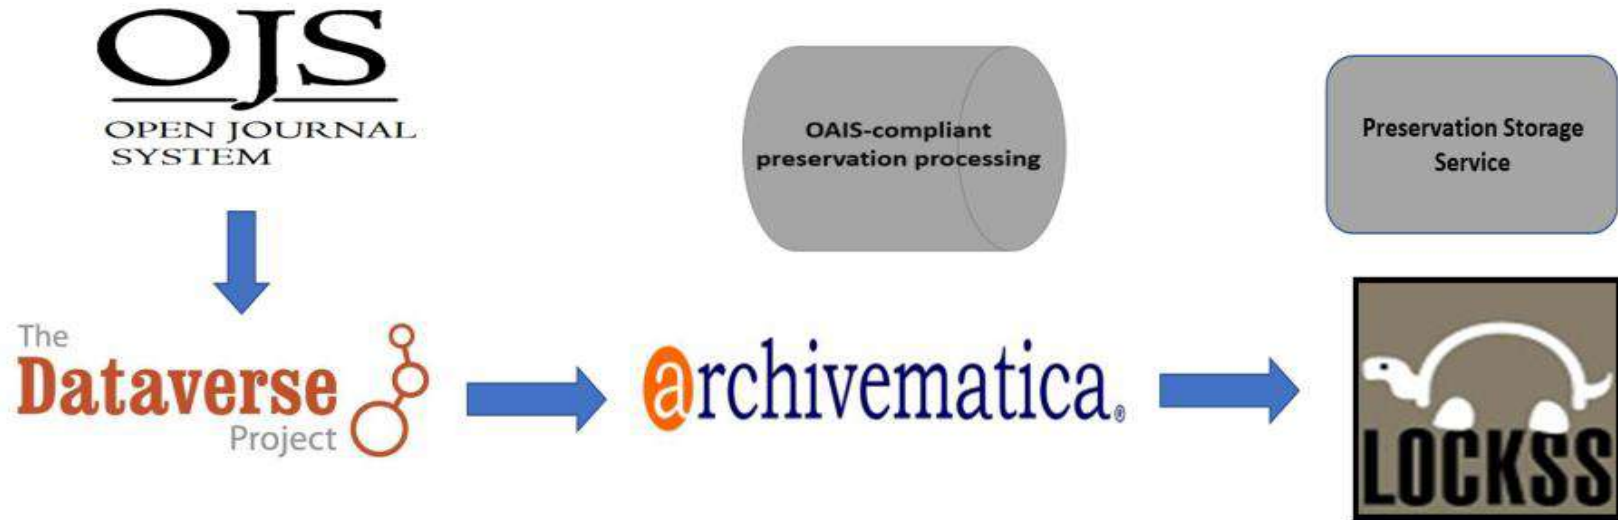 OJS
OPEN JOURNAL
SYSTEM
OAIS-compliant
preservation processing
Preservation Storage
Service
The
Dataverse
Project
archivematica®
LOCKSS